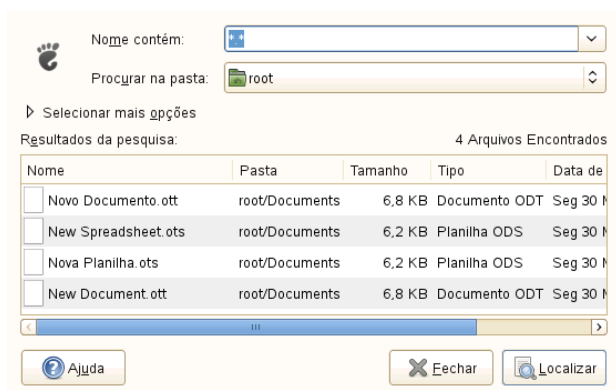 Nome contém: *.*
Procurar na pasta: root
Selecionar mais opções
Resultados da pesquisa: 4 Arquivos Encontrados
Nome Pasta Tamanho Tipo Data de
Novo Documento.ott root/Documents 6,8 KB Documento ODT Seg 30
New Spreadsheet.ots root/Documents 6,2 KB Planilha ODS Seg 30
Nova Planilha.ots root/Documents 6,2 KB Planilha ODS Seg 30
New Document.ott root/Documents 6,8 KB Documento ODT Seg 30
Ajuda Fechar Localizar